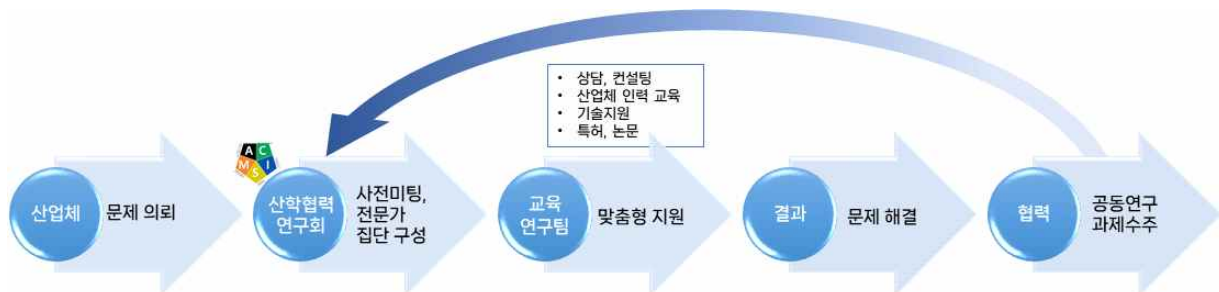 • 상담, 컨설팅
• 산업체 인력 교육
• 기술지원
• 특허, 논문
A C
M S I
산업체
문제 의뢰
산학협력
연구회
사전미팅,
전문가
집단 구성
교육
연구팀
맞춤형 지원
결과
문제 해결
협력
공동연구
과제수주